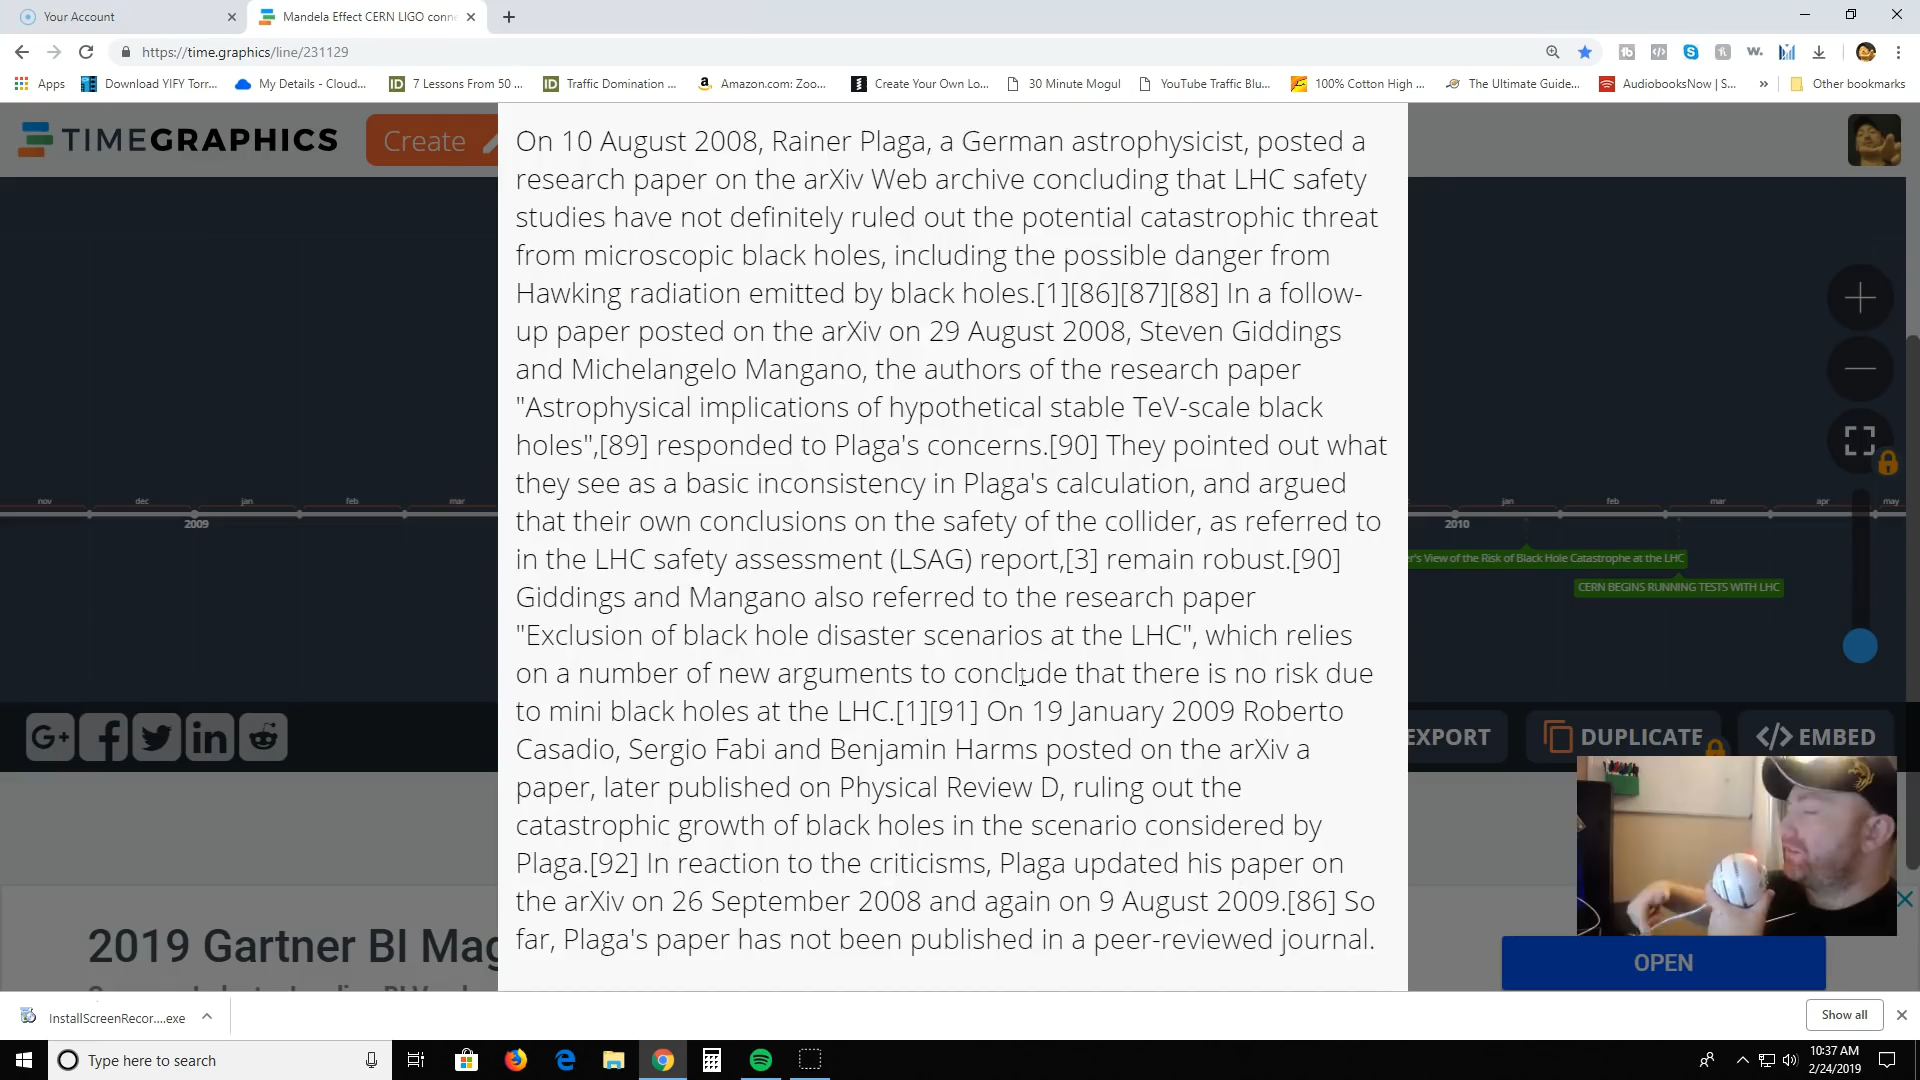 Your Account
Mandela Effect CERN LIGO conne
https://time.graphics/line/231129
Apps
Download YIFY Torr...
My Details - Cloud...
7 Lessons From 50 ...
Traffic Domination ...
Amazon.com: Zoo...
Create Your Own Lo...
30 Minute Mogul
YouTube Traffic Blu...
100% Cotton High ...
The Ultimate Guide...
AudiobooksNow | S...
Other bookmarks
TIMEGRAPHICS
Create
On 10 August 2008, Rainer Plaga, a German astrophysicist, posted a
research paper on the arXiv Web archive concluding that LHC safety
studies have not definitely ruled out the potential catastrophic threat
from microscopic black holes, including the possible danger from
Hawking radiation emitted by black holes.[1][86][87][88] In a follow-
up paper posted on the arXiv on 29 August 2008, Steven Giddings
and Michelangelo Mangano, the authors of the research paper
"Astrophysical implications of hypothetical stable TeV-scale black
holes",[89] responded to Plaga's concerns.[90] They pointed out what
they see as a basic inconsistency in Plaga's calculation, and argued
that their own conclusions on the safety of the collider, as referred to
in the LHC safety assessment (LSAG) report,[3] remain robust.[90]
Giddings and Mangano also referred to the research paper
"Exclusion of black hole disaster scenarios at the LHC", which relies
on a number of new arguments to conclude that there is no risk due
to mini black holes at the LHC.[1][91] On 19 January 2009 Roberto
Casadio, Sergio Fabi and Benjamin Harms posted on the arXiv a
paper, later published on Physical Review D, ruling out the
catastrophic growth of black holes in the scenario considered by
Plaga.[92] In reaction to the criticisms, Plaga updated his paper on
the arXiv on 26 September 2008 and again on 9 August 2009.[86] So
far, Plaga's paper has not been published in a peer-reviewed journal.
nov dec jan feb mar
2009
jan feb mar apr may
2010
er's View of the Risk of Black Hole Catastrophe at the LHC
CERN BEGINS RUNNING TESTS WITH LHC
EXPORT
DUPLICATE
EMBED
2019 Gartner BI Mag
OPEN
InstallScreenRecor....exe
Show all
Type here to search
10:37 AM
2/24/2019